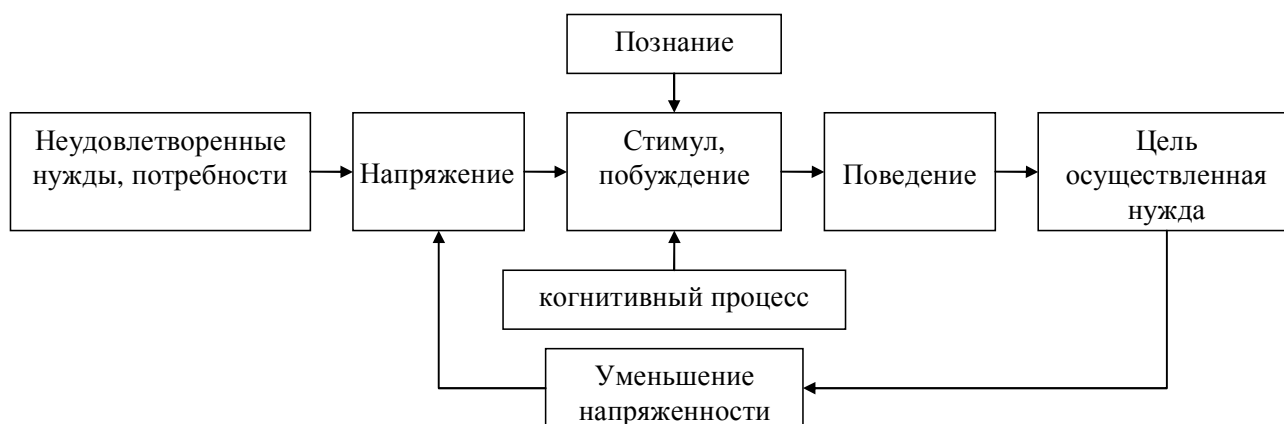 Познание
Неудовлетворенные
нужды, потребности
Напряжение
Стимул,
побуждение
Поведение
Цель
осуществленная
нужда
когнитивный процесс
Уменьшение
напряженности